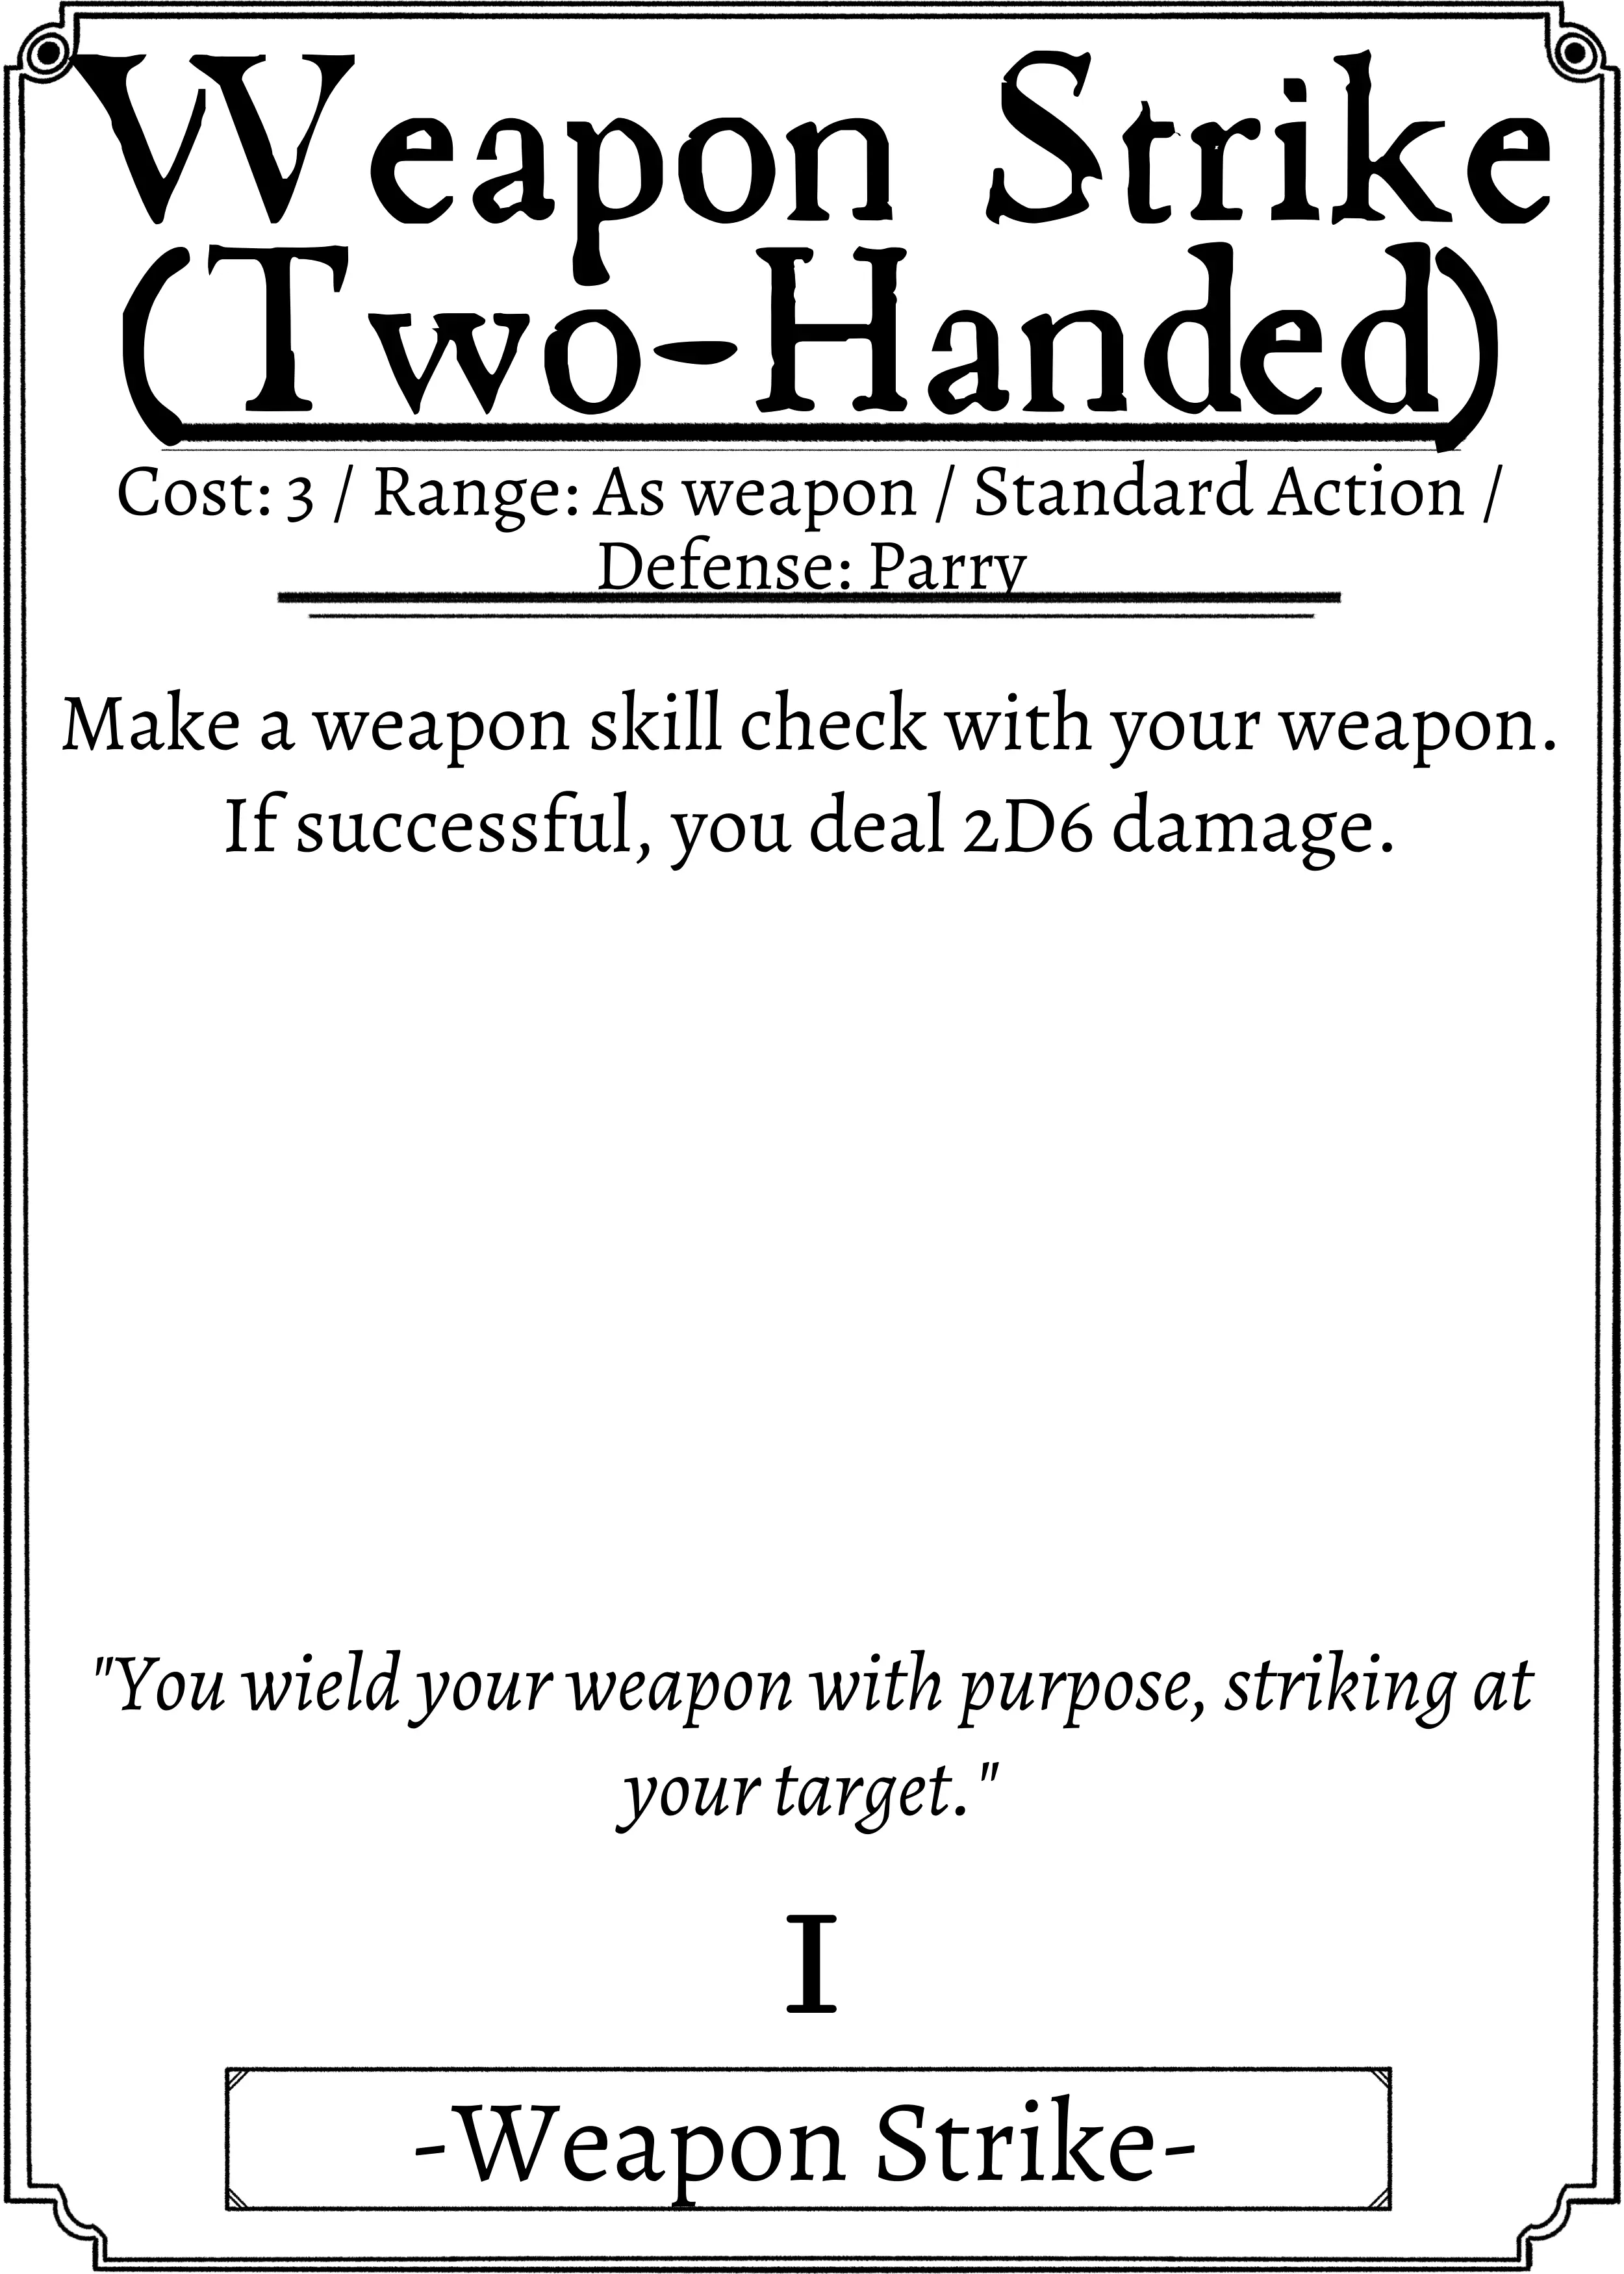 Weapon Strike
(Two-Handed)
Cost: 3 / Range: As weapon / Standard Action /
Defense: Parry
Make a weapon skill check with your weapon.
If successful, you deal 2D6 damage.
"You wield your weapon with purpose, striking at
your target."
I
-Weapon Strike-